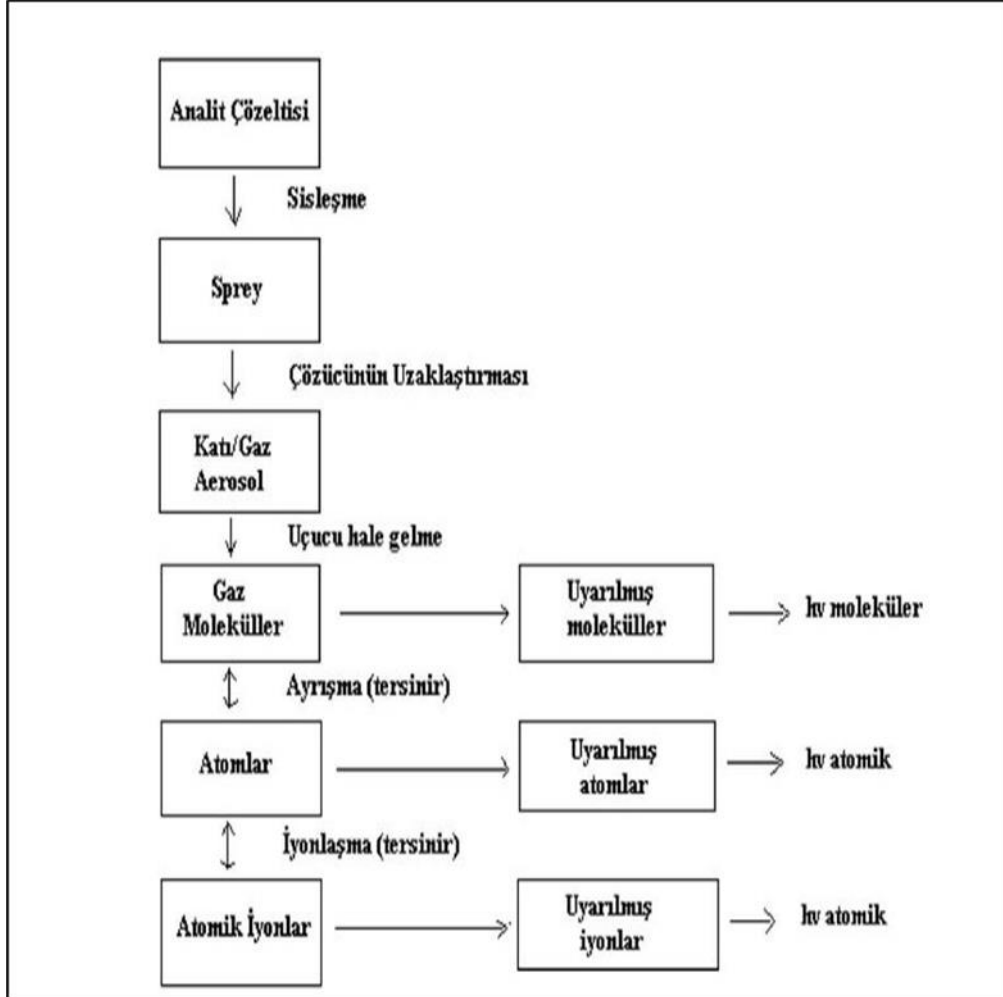 Analit Çözeltisi
Sisleşme
Sprey
Çözücünün Uzaklaştırması
Katı/Gaz
Aerosol
Uçucu hale gelme
Gaz
Moleküller
Uyarılmış
moleküller
hv moleküler
Ayrışma (tersinir)
Atomlar
Uyarılmış
atomlar
hv atomik
İyonlaşma (tersinir)
Atomik İyonlar
Uyarılmış
iyonlar
hv atomik